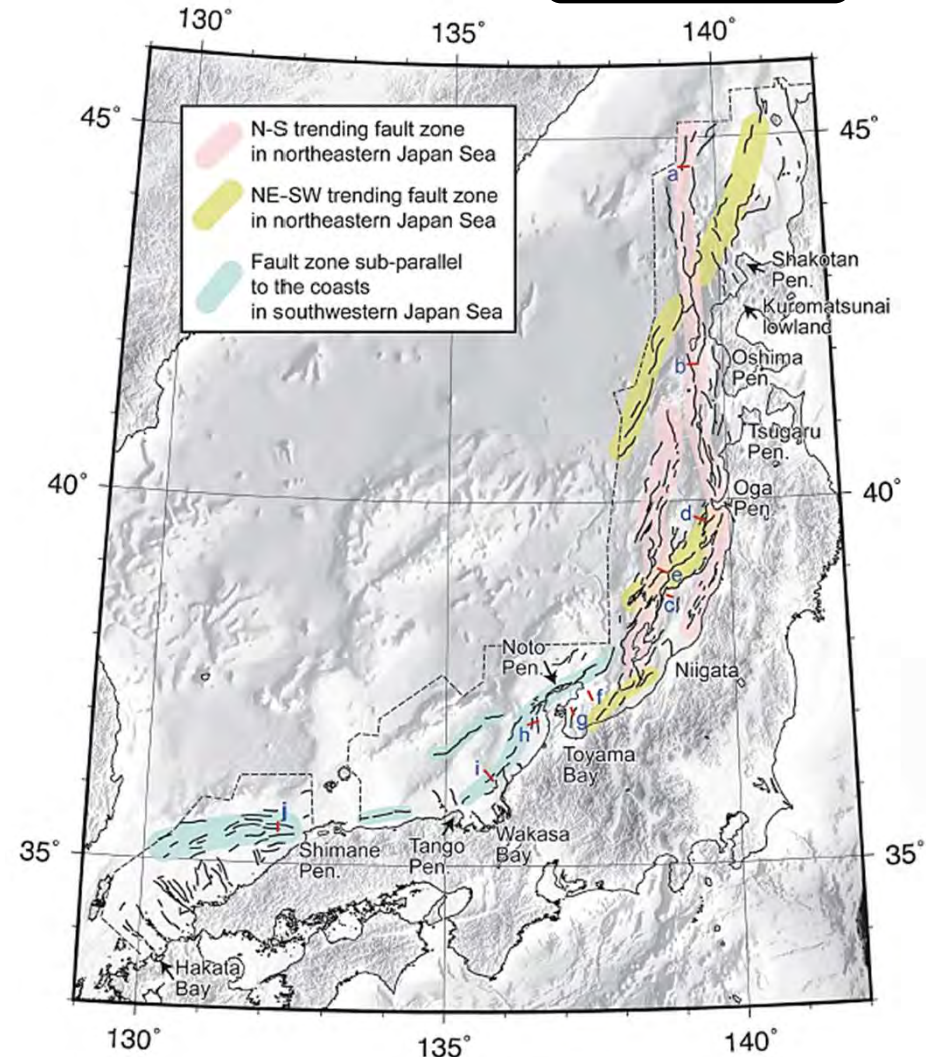 130°
135°
140°
45°
45°
N-S trending fault zone
in northeastern Japan Sea
NE-SW trending fault zone
in northeastern Japan Sea
Fault zone sub-parallel
to the coasts
in southwestern Japan Sea
a
Shakotan
Pen.
Kuromatsunai
lowland
b
Oshima
Pen.
Tsugaru
Pen.
40°
40°
Oga
Pen.
d
e
c
Noto
Pen.
Niigata
f
g
h
Toyama
Bay
i
j
Wakasa
Bay
Tango
Pen.
Shimane
Pen.
35°
35°
Hakata
Bay
130°
135°
140°